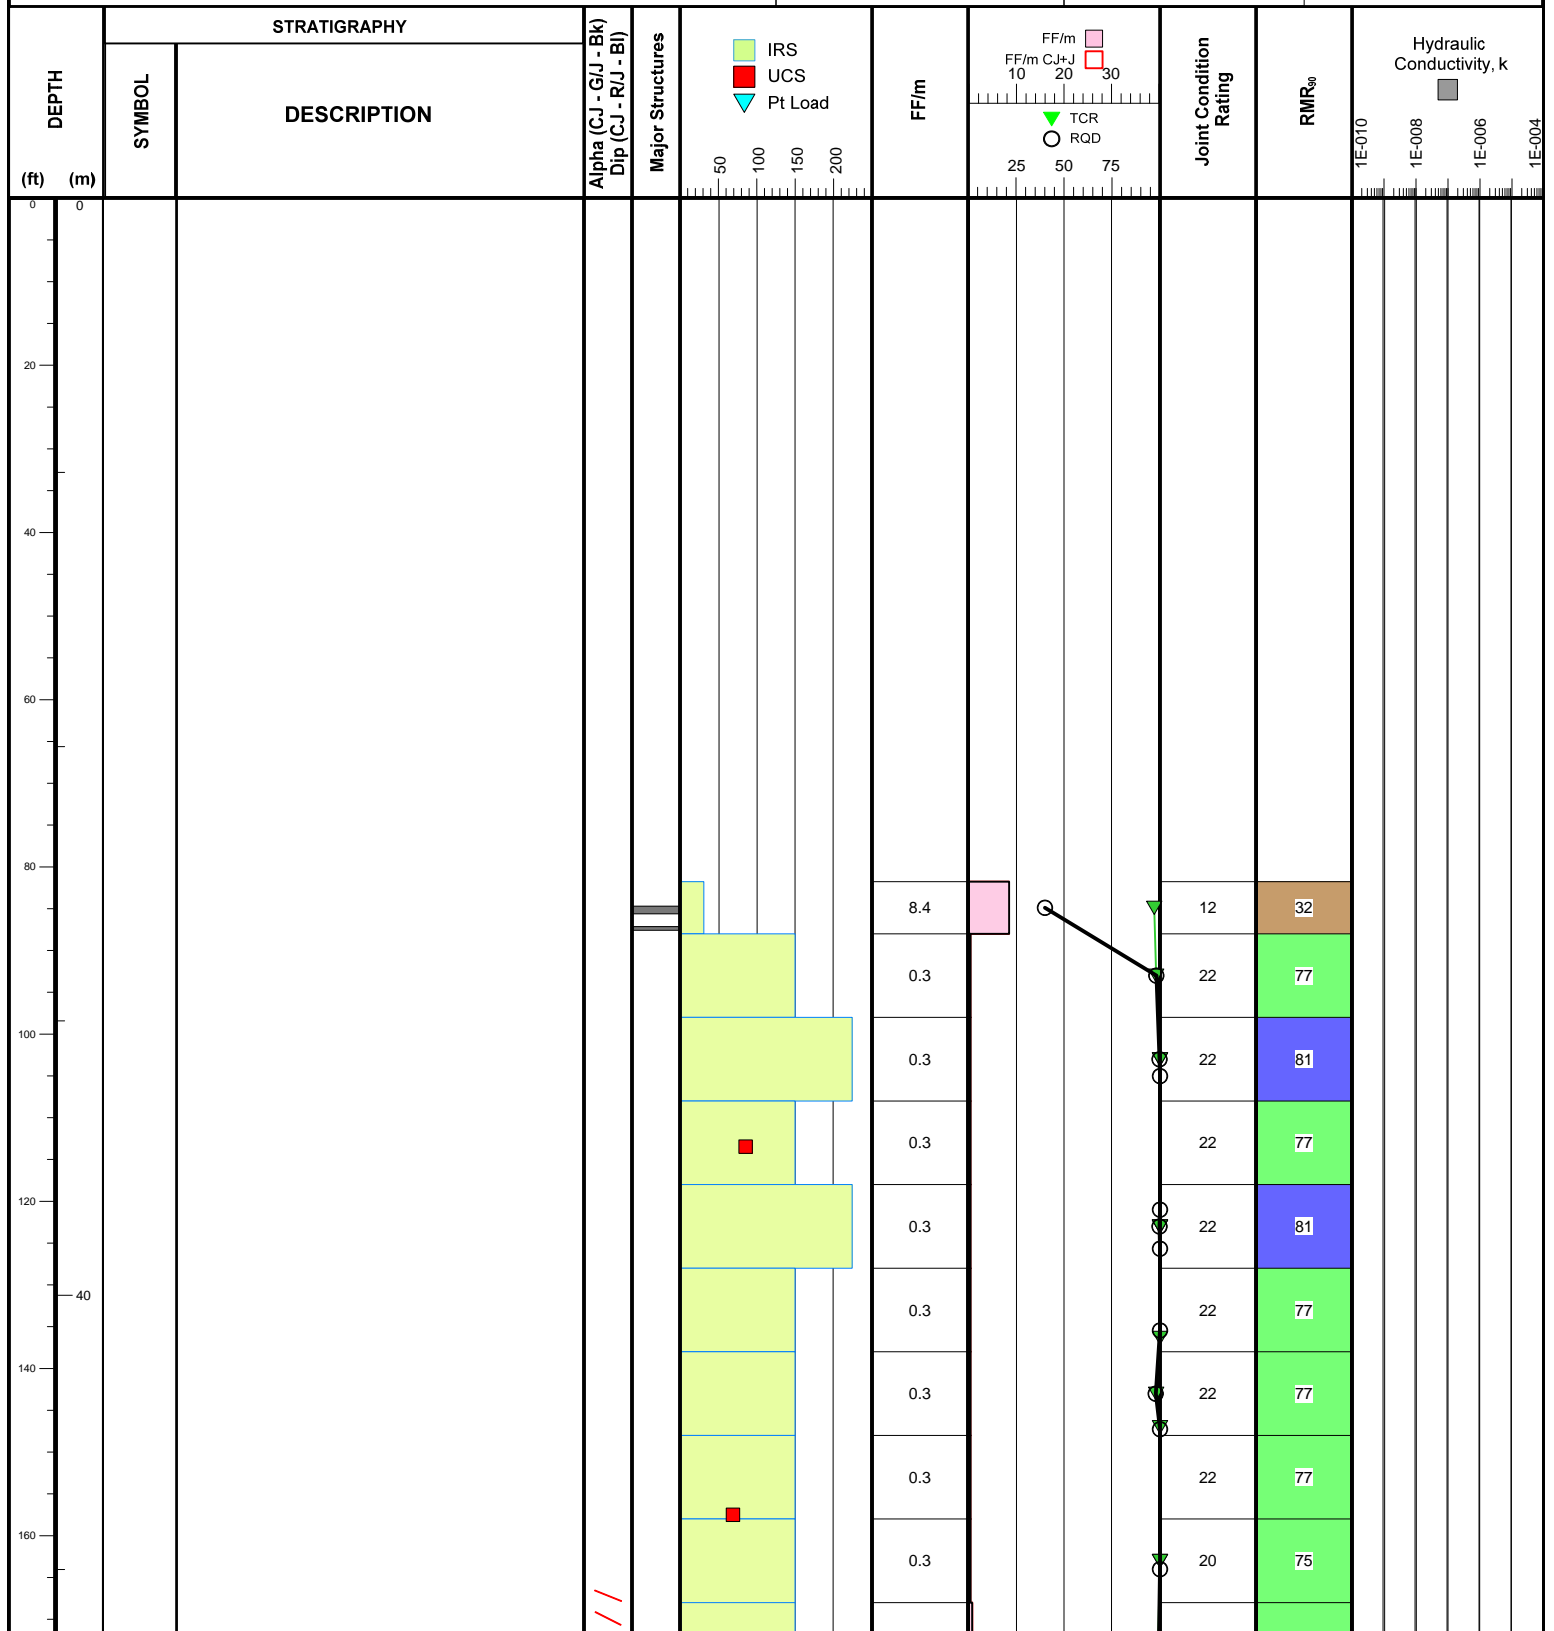 STRATIGRAPHY
DEPTH
(ft) (m)
SYMBOL
DESCRIPTION
Alpha (CJ - G/J - Bk)
Dip (CJ - R/J - Bl)
Major Structures
IRS
UCS
Pt Load
50 100 150 200
FF/m
FF/m
FF/m CJ+J
10 20 30
TCR
RQD
25 50 75
Joint Condition
Rating
RMR90
Hydraulic
Conductivity, k
1E-010 1E-008 1E-006 1E-004
0 0
20
40
60
80
8.4 12 32
0.3 22 77
100
0.3 22 81
0.3 22 77
120
0.3 22 81
40
0.3 22 77
140
0.3 22 77
0.3 22 77
160
0.3 20 75